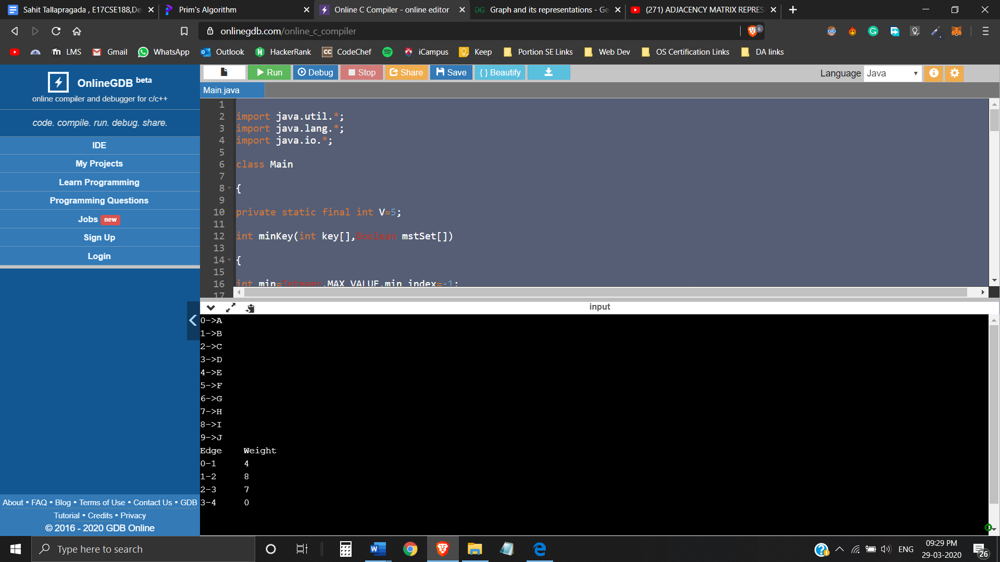 Sahit Tallapragada , E17CSE188,De
Prim's Algorithm
Online C Compiler - online editor
Graph and its representations - Ge
(271) ADJACENCY MATRIX REPRES
onlinegdb.com/online_c_compiler
6
LMS
Gmail
WhatsApp
Outlook
HackerRank
CodeChef
iCampus
Keep
Portion SE Links
Web Dev
OS Certification Links
DA links
OnlineGDB beta
online compiler and debugger for c/c++
code. compile. run. debug. share.
IDE
My Projects
Learn Programming
Programming Questions
Jobs new
Sign Up
Login
About • FAQ • Blog • Terms of Use • Contact Us • GDB
Tutorial • Credits • Privacy
© 2016 - 2020 GDB Online
Run
Debug
Stop
Share
Save
{ } Beautify
Language Java
Main.java
1
2 import java.util.*;
3 import java.lang.*;
4 import java.io.*;
5
6 class Main
7
8 {
9
10 private static final int V=5;
11
12 int minKey(int key[],Boolean mstSet[])
13
14 {
15
16 int min=Integer.MAX_VALUE,min_index=-1;
17
input
0->A
1->B
2->C
3->D
4->E
5->F
6->G
7->H
8->I
9->J
Edge Weight
0-1 4
1-2 8
2-3 7
3-4 0
Type here to search
ENG
09:29 PM
29-03-2020
26